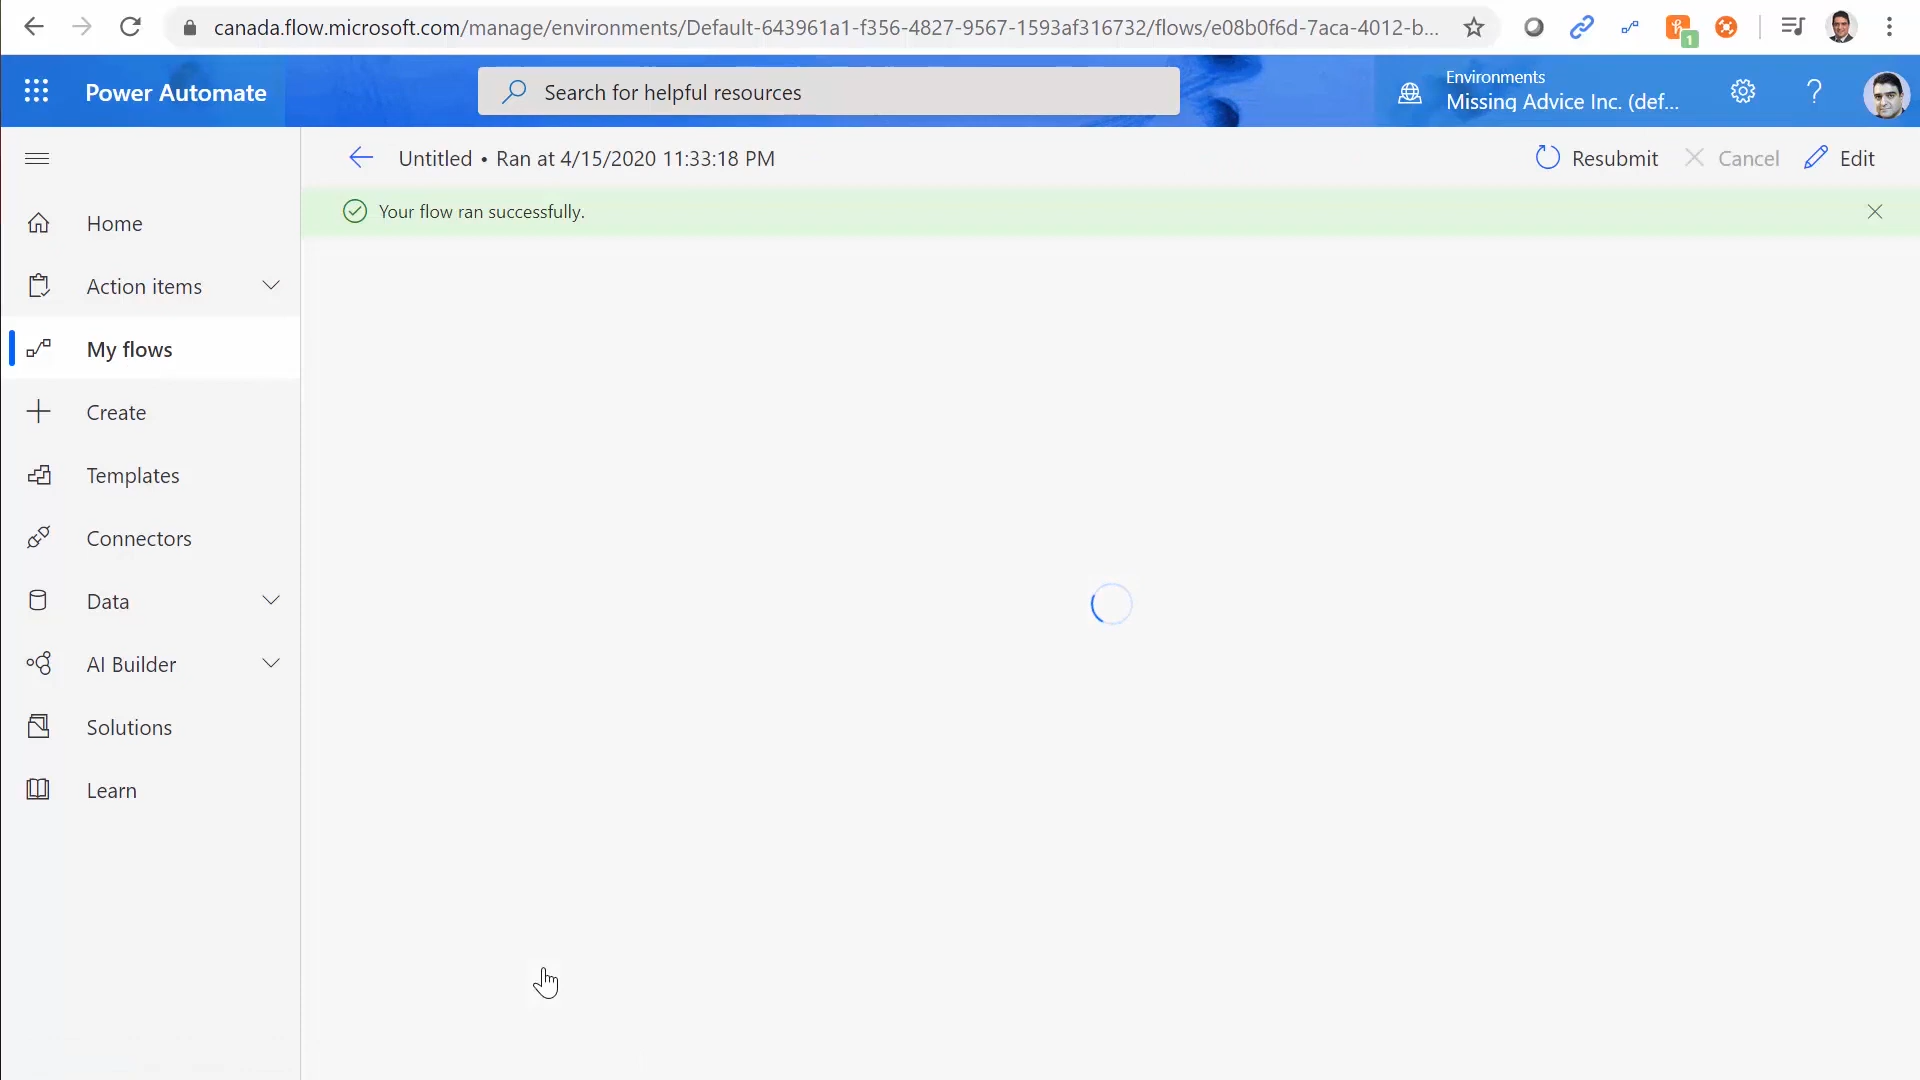 canada.flow.microsoft.com/manage/environments/Default-643961a1-f356-4827-9567-1593af316732/flows/e08b0f6d-7aca-4012-b...
1
Power Automate
Search for helpful resources
Environments
Missing Advice Inc. (def...
?
Untitled • Ran at 4/15/2020 11:33:18 PM
Resubmit
Cancel
Edit
Your flow ran successfully.
Home
Action items
My flows
Create
Templates
Connectors
Data
AI Builder
Solutions
Learn